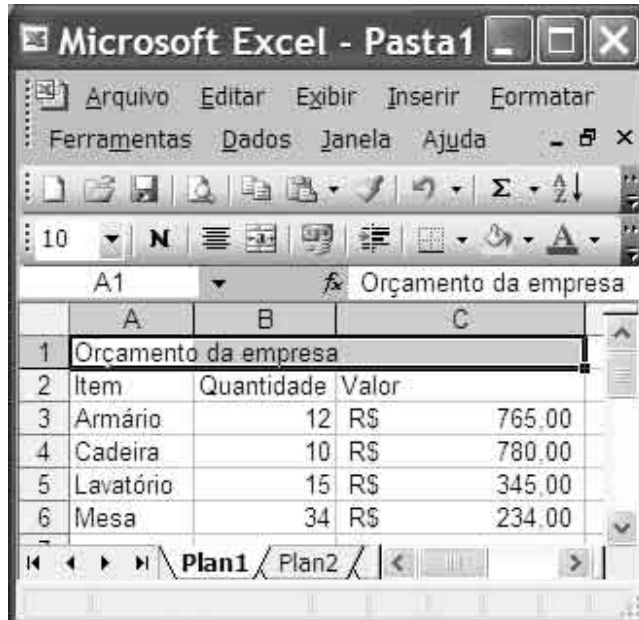 Microsoft Excel - Pasta1
Arquivo Editar Exibir Inserir Formatar
Ferramentas Dados Janela Ajuda
10 N A
A1 fx Orçamento da empresa
A B C
1 Orçamento da empresa
2 Item Quantidade Valor
3 Armário 12 R$ 765,00
4 Cadeira 10 R$ 780,00
5 Lavatório 15 R$ 345,00
6 Mesa 34 R$ 234,00
Plan1 Plan2